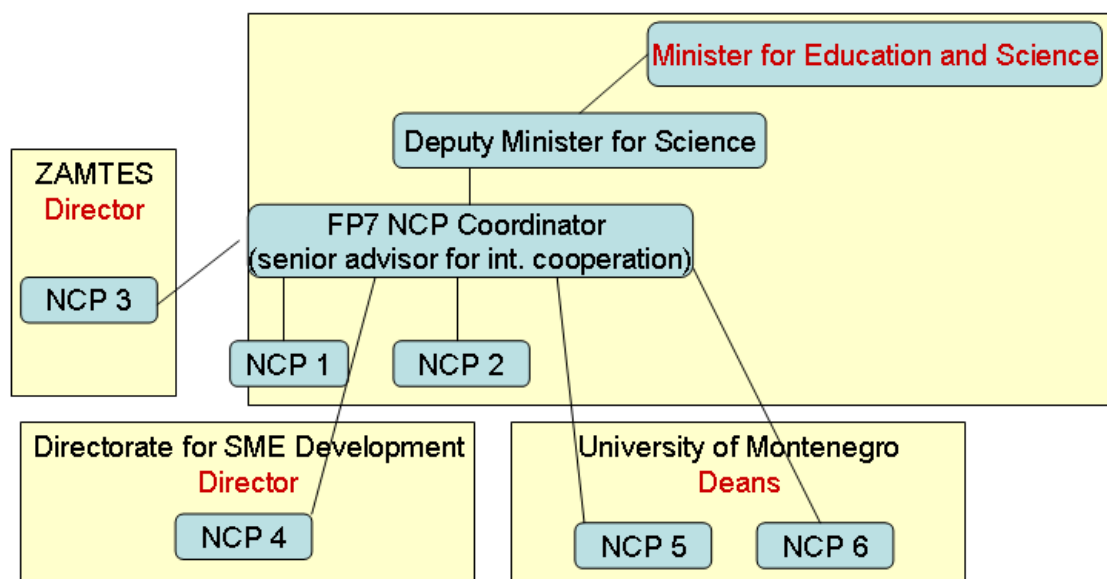 Minister for Education and Science
Deputy Minister for Science
ZAMTES
Director
FP7 NCP Coordinator
(senior advisor for int. cooperation)
NCP 3
NCP 1
NCP 2
Directorate for SME Development
Director
NCP 4
University of Montenegro
Deans
NCP 5
NCP 6